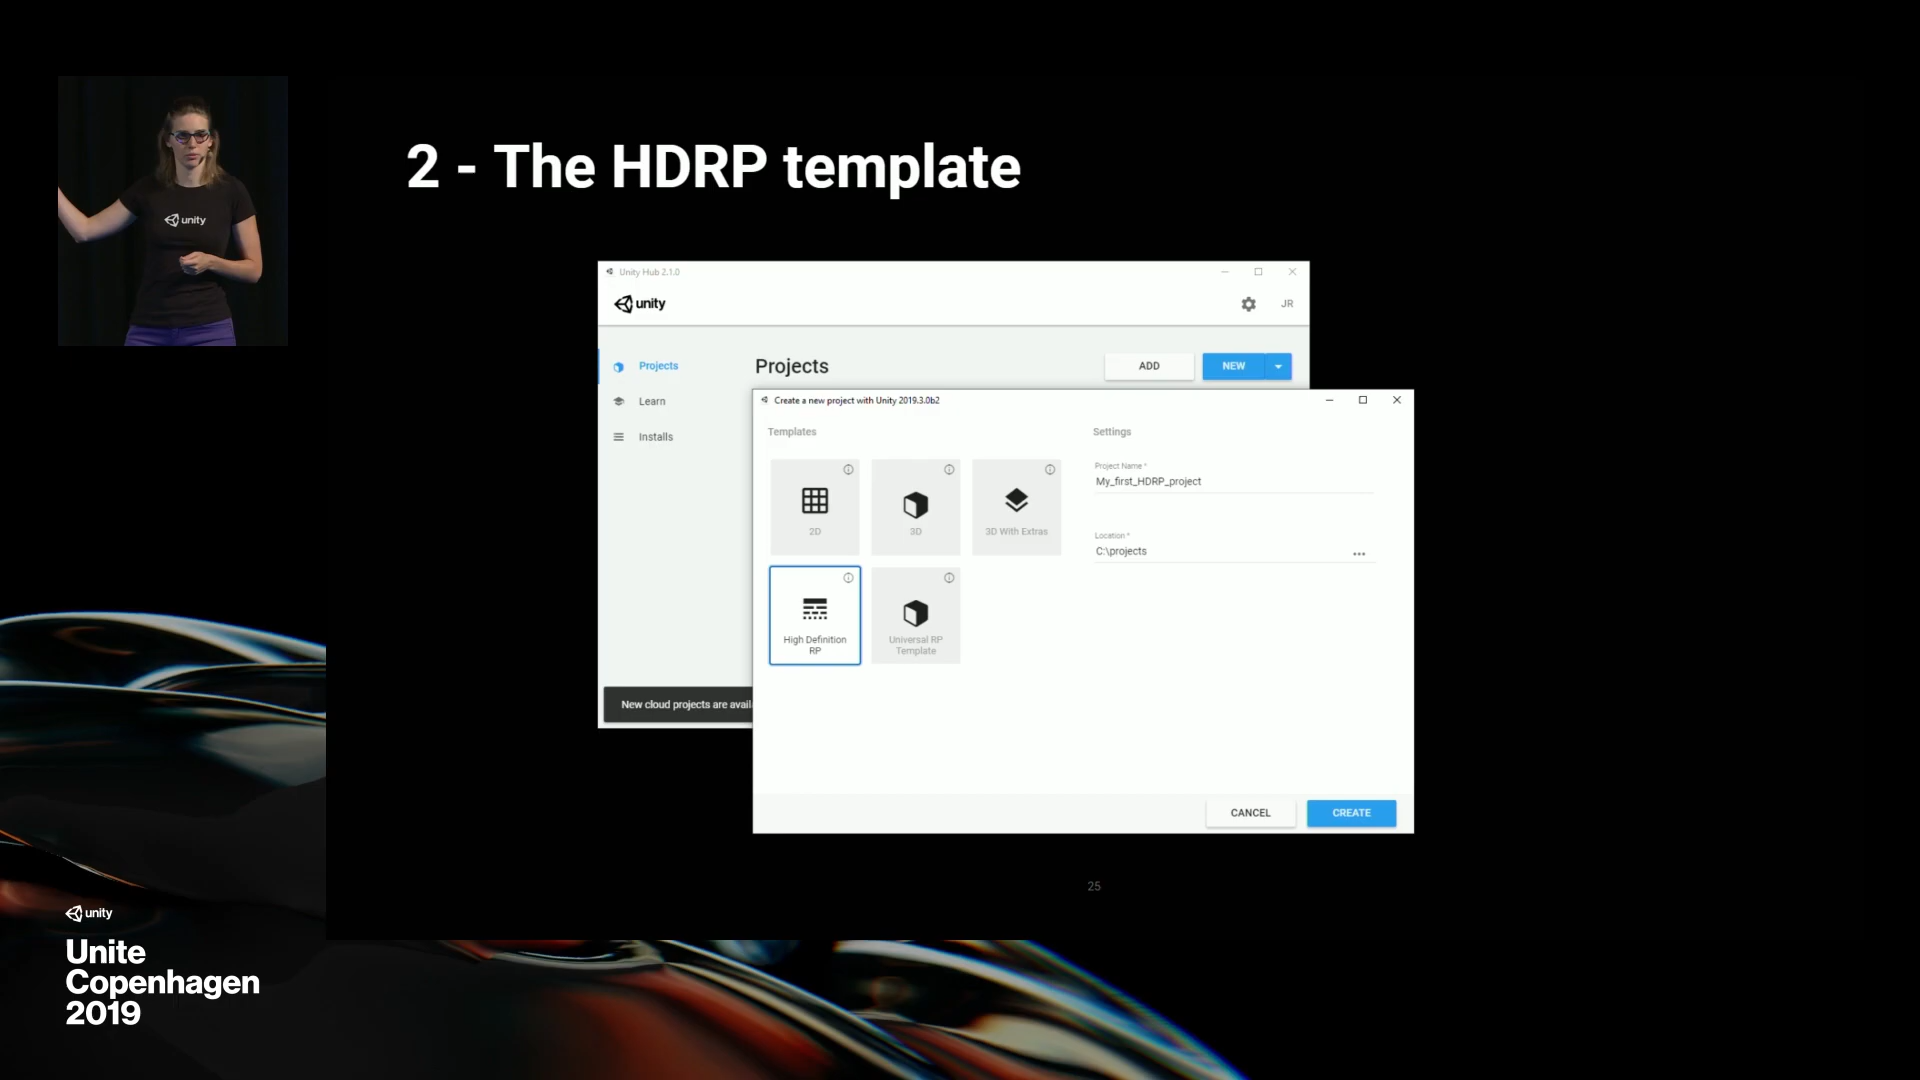 unity
2 - The HDRP template
Unity Hub 2.1.0
unity
JR
Projects
Learn
Installs
Projects
ADD
NEW
New cloud projects are avail
Create a new project with Unity 2019.3.0b2
Templates
2D
3D
3D With Extras
High Definition
RP
Universal RP
Template
Settings
Project Name *
My_first_HDRP_project
Location *
C:\projects
CANCEL
CREATE
25
unity
Unite
Copenhagen
2019